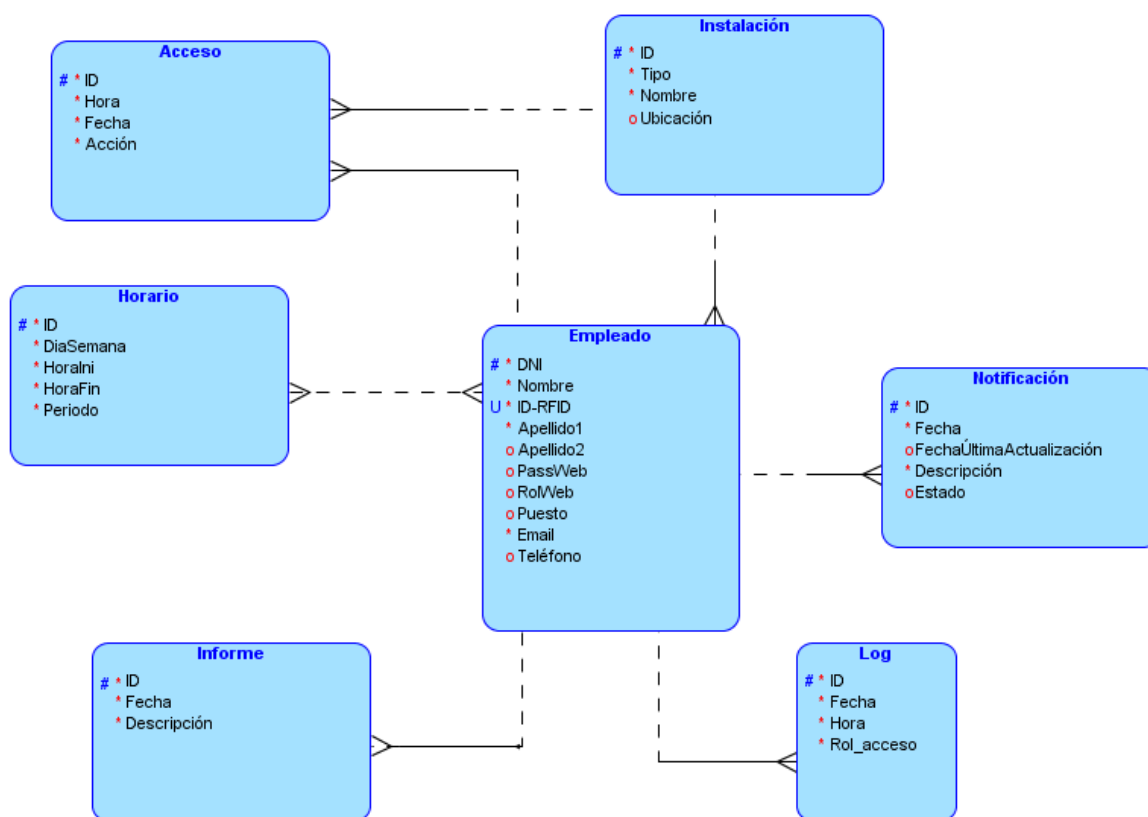 Acceso
# * ID
* Hora
* Fecha
* Acción
Instalación
# * ID
* Tipo
* Nombre
o Ubicación
Horario
# * ID
* DiaSemana
* HoraIni
* HoraFin
* Periodo
Empleado
# * DNI
* Nombre
U * ID-RFID
* Apellido1
o Apellido2
o PassWeb
o RolWeb
o Puesto
* Email
o Teléfono
Notificación
# * ID
* Fecha
o FechaÚltimaActualización
* Descripción
o Estado
Informe
# * ID
* Fecha
* Descripción
Log
# * ID
* Fecha
* Hora
* Rol_acceso